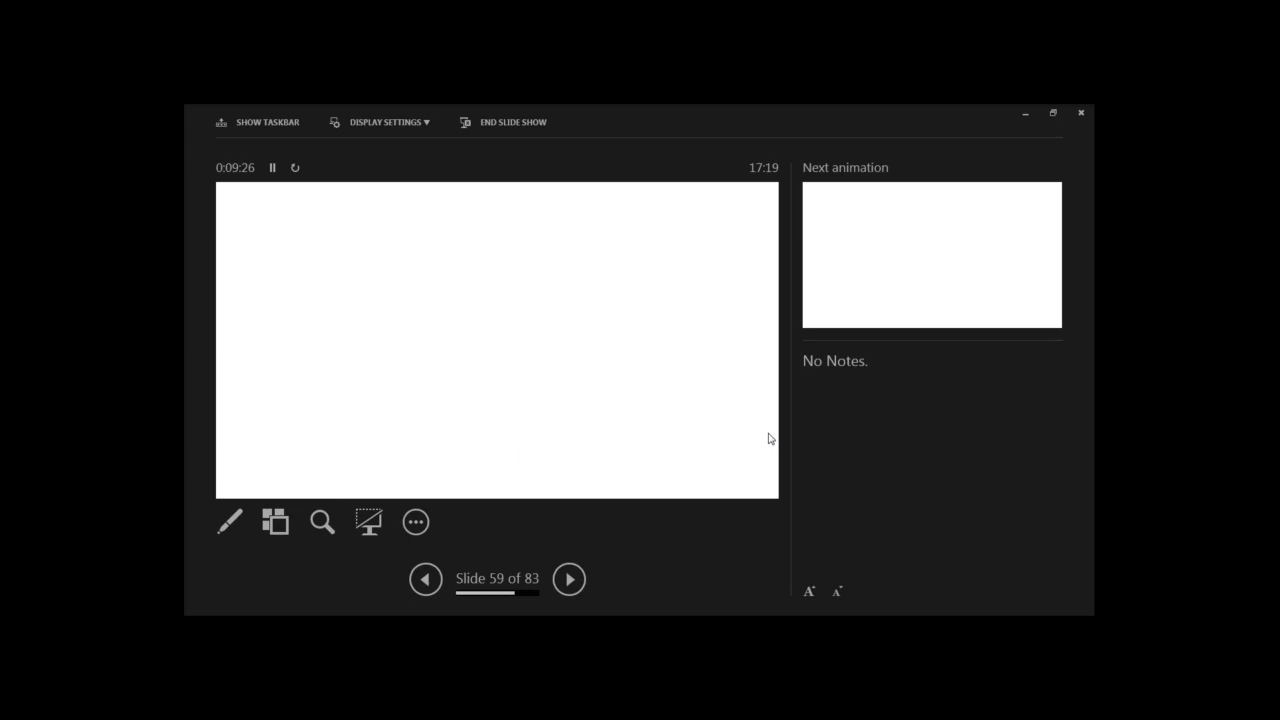 SHOW TASKBAR DISPLAY SETTINGS ▾ END SLIDE SHOW
0:09:26 17:19 Next animation
No Notes.
Slide 59 of 83
A A